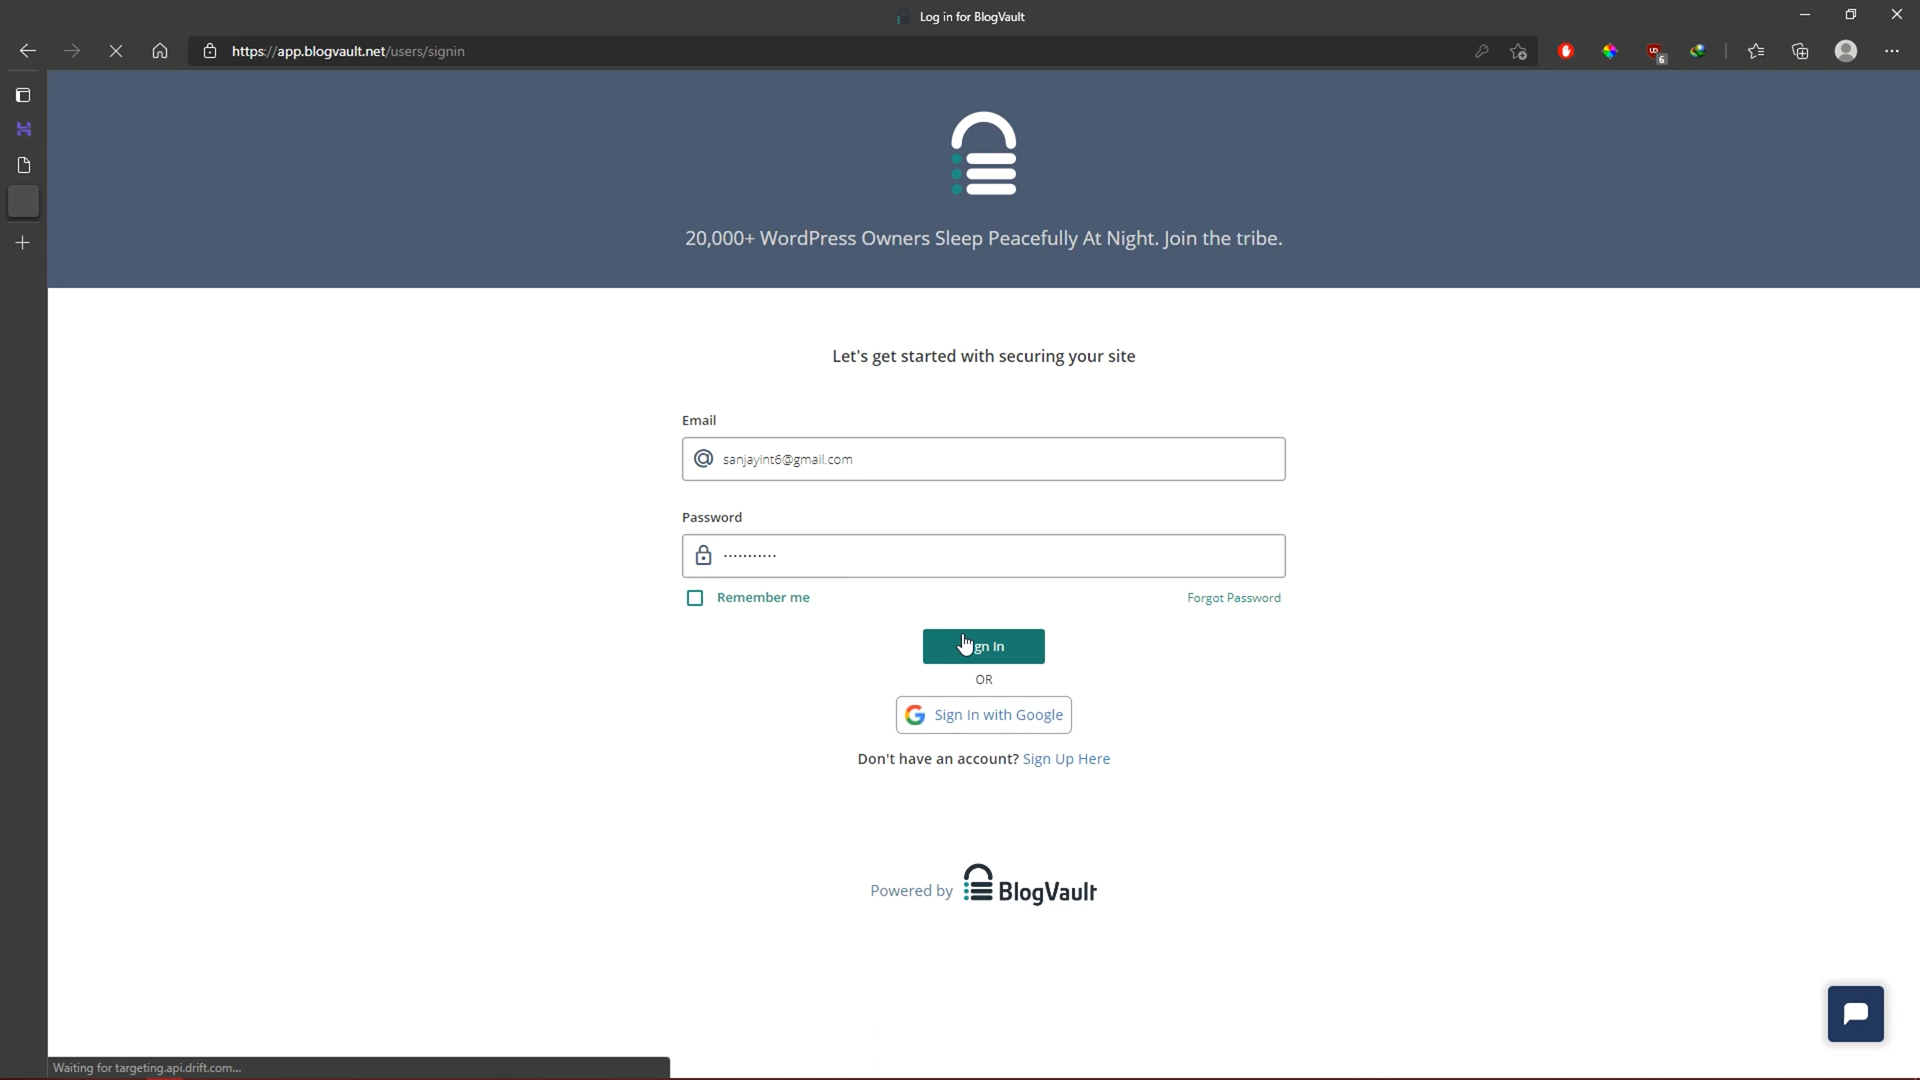 Log in for BlogVault
https://app.blogvault.net/users/signin
UD
6
20,000+ WordPress Owners Sleep Peacefully At Night. Join the tribe.
Let's get started with securing your site
Email
@ sanjayint6@gmail.com
Password
...........
Remember me
Forgot Password
gn In
OR
G Sign In with Google
Don't have an account? Sign Up Here
Powered by BlogVault
Waiting for targeting.api.drift.com...